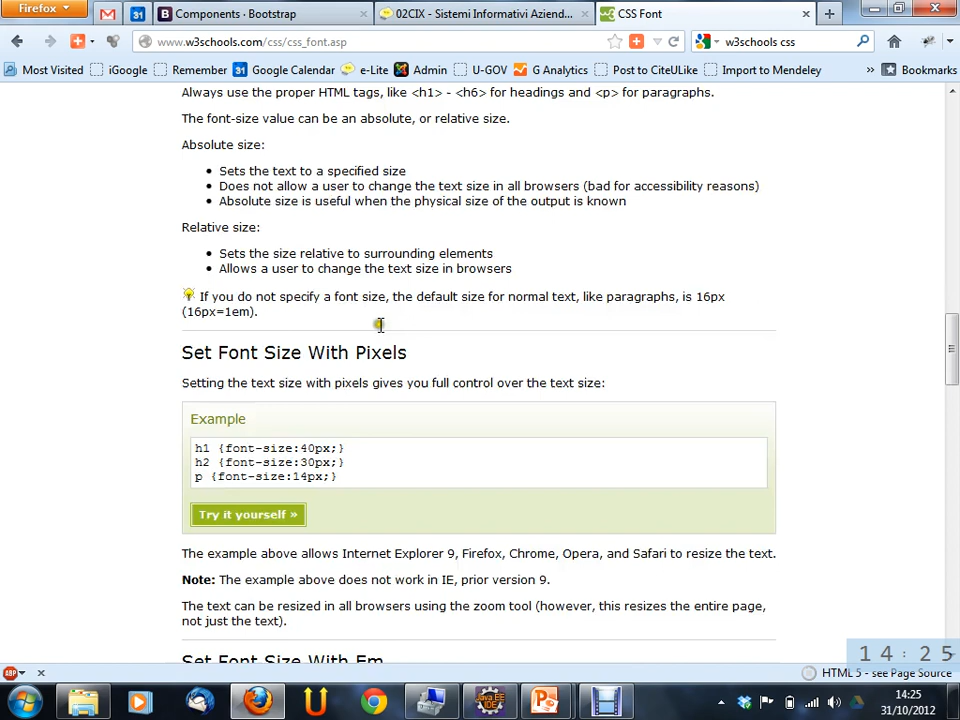 Firefox
Components · Bootstrap
02CIX - Sistemi Informativi Aziend...
CSS Font
www.w3schools.com/css/css_font.asp
w3schools css
Most Visited
iGoogle
Remember
31 Google Calendar
e-Lite
Admin
U-GOV
G Analytics
Post to CiteULike
Import to Mendeley
»
Bookmarks
Always use the proper HTML tags, like <h1> - <h6> for headings and <p> for paragraphs.
The font-size value can be an absolute, or relative size.
Absolute size:
• Sets the text to a specified size
• Does not allow a user to change the text size in all browsers (bad for accessibility reasons)
• Absolute size is useful when the physical size of the output is known
Relative size:
• Sets the size relative to surrounding elements
• Allows a user to change the text size in browsers
If you do not specify a font size, the default size for normal text, like paragraphs, is 16px
(16px=1em).
Set Font Size With Pixels
Setting the text size with pixels gives you full control over the text size:
Example
h1 {font-size:40px;}
h2 {font-size:30px;}
p {font-size:14px;}
Try it yourself »
The example above allows Internet Explorer 9, Firefox, Chrome, Opera, and Safari to resize the text.
Note: The example above does not work in IE, prior version 9.
The text can be resized in all browsers using the zoom tool (however, this resizes the entire page,
not just the text).
Set Font Size With Em
14:25
ABP
HTML 5 - see Page Source
Java EE
IDE
14:25
31/10/2012